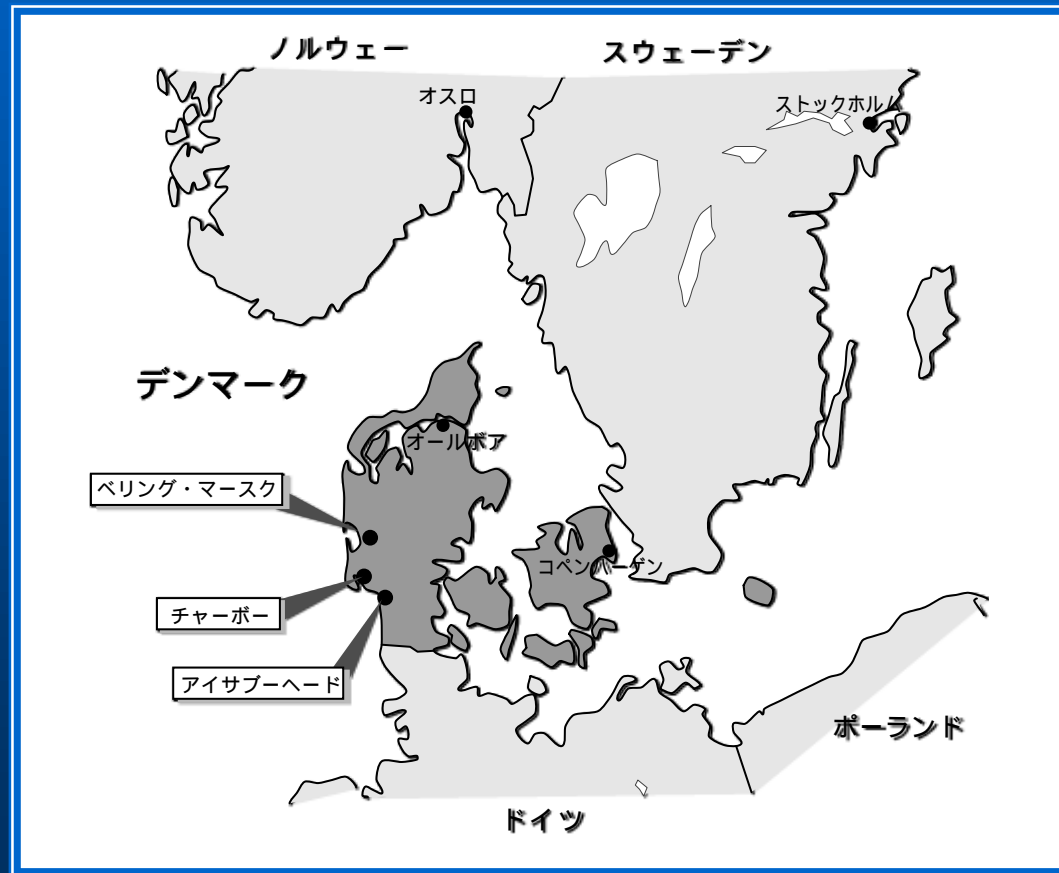 ノルウェー
スウェーデン
オスロ
ストックホルム
デンマーク
オールボア
ベリング・マースク
コペンハーゲン
チャーボー
アイサブーヘード
ポーランド
ドイツ